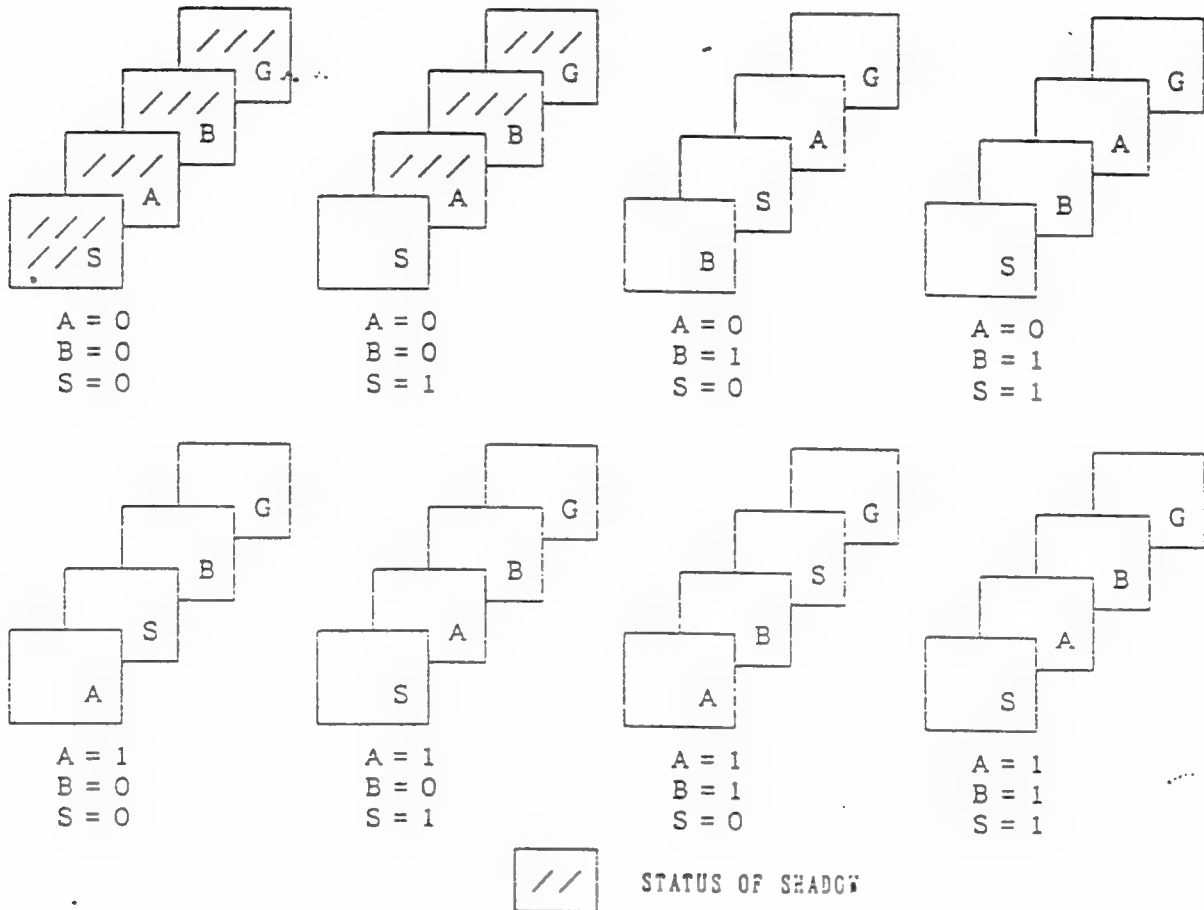 G
B
A
S
A = 0
B = 0
S = 0
G
B
A
S
A = 0
B = 0
S = 1
G
A
S
B
A = 0
B = 1
S = 0
G
A
B
S
A = 0
B = 1
S = 1
G
B
S
A
A = 1
B = 0
S = 0
G
B
A
S
A = 1
B = 0
S = 1
G
S
B
A
A = 1
B = 1
S = 0
G
B
A
S
A = 1
B = 1
S = 1
STATUS OF SHADOW